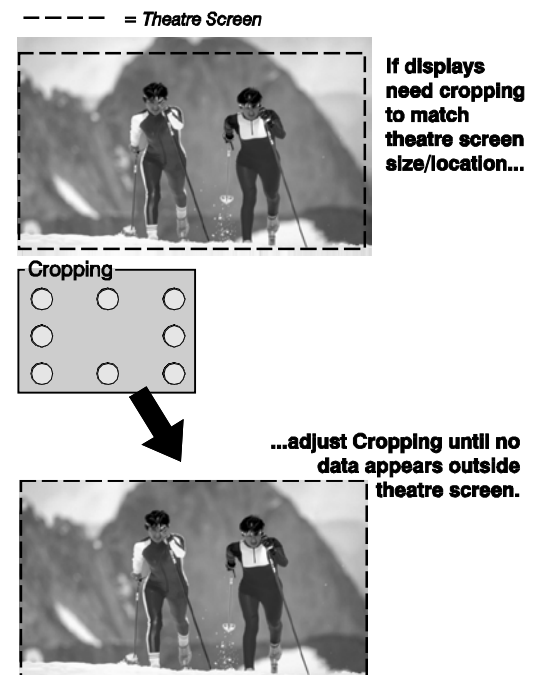 = Theatre Screen
If displays
need cropping
to match
theatre screen
size/location...
Cropping
...adjust Cropping until no
data appears outside
theatre screen.